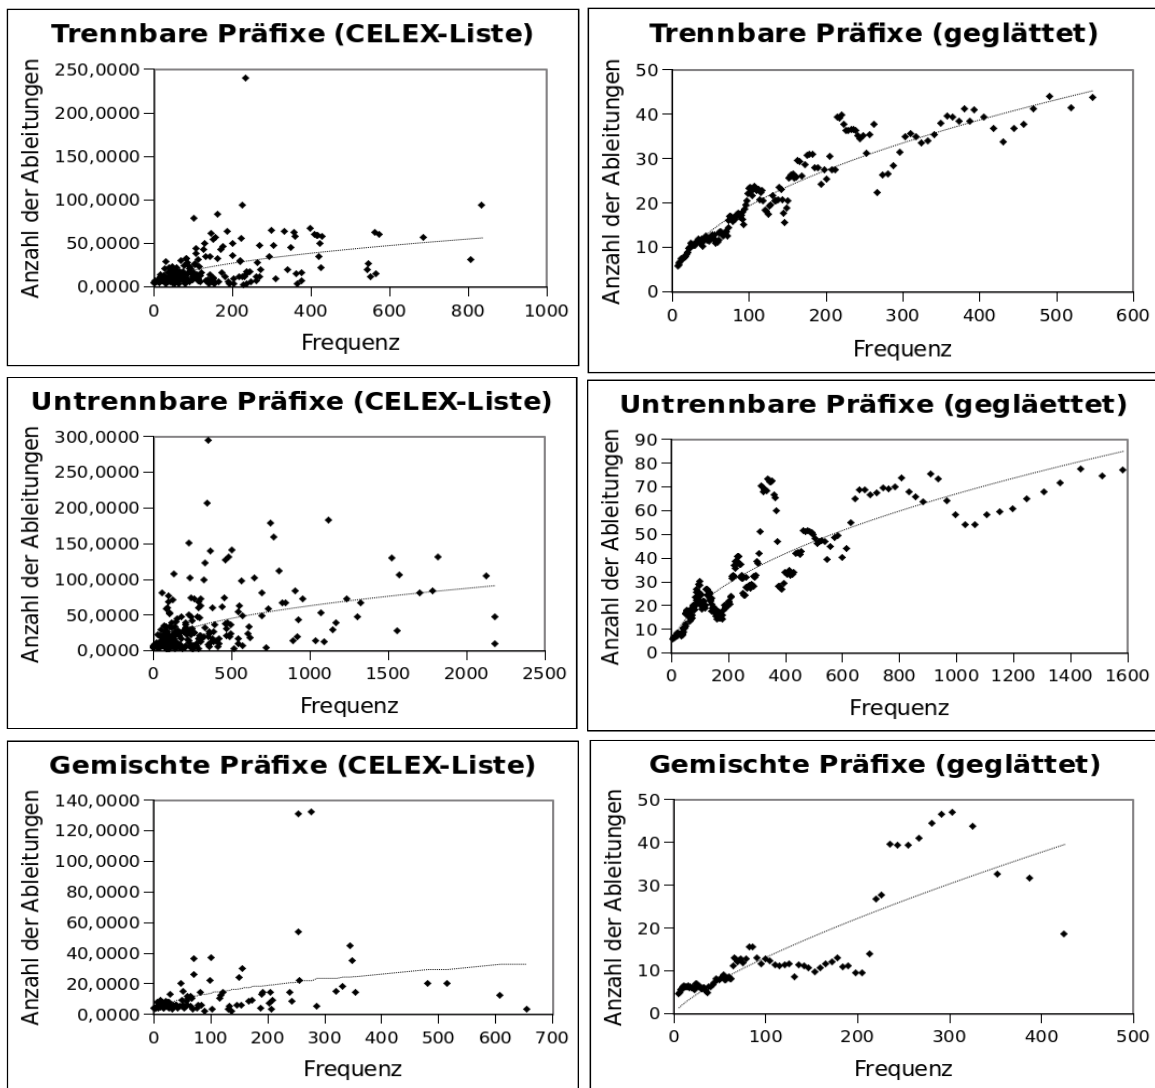 Trennbare Präfixe (CELEX-Liste)
Anzahl der Ableitungen
250,0000
200,0000
150,0000
100,0000
50,0000
0,0000
0 200 400 600 800 1000
Frequenz
Trennbare Präfixe (geglättet)
Anzahl der Ableitungen
50
40
30
20
10
0
0 100 200 300 400 500 600
Frequenz
Untrennbare Präfixe (CELEX-Liste)
Anzahl der Ableitungen
300,0000
250,0000
200,0000
150,0000
100,0000
50,0000
0,0000
0 500 1000 1500 2000 2500
Frequenz
Untrennbare Präfixe (gegläettet)
Anzahl der Ableitungen
90
80
70
60
50
40
30
20
10
0
0 200 400 600 800 1000 1200 1400 1600
Frequenz
Gemischte Präfixe (CELEX-Liste)
Anzahl der Ableitungen
140,0000
120,0000
100,0000
80,0000
60,0000
40,0000
20,0000
0,0000
0 100 200 300 400 500 600 700
Frequenz
Gemischte Präfixe (geglättet)
Anzahl der Ableitungen
50
40
30
20
10
0
0 100 200 300 400 500
Frequenz